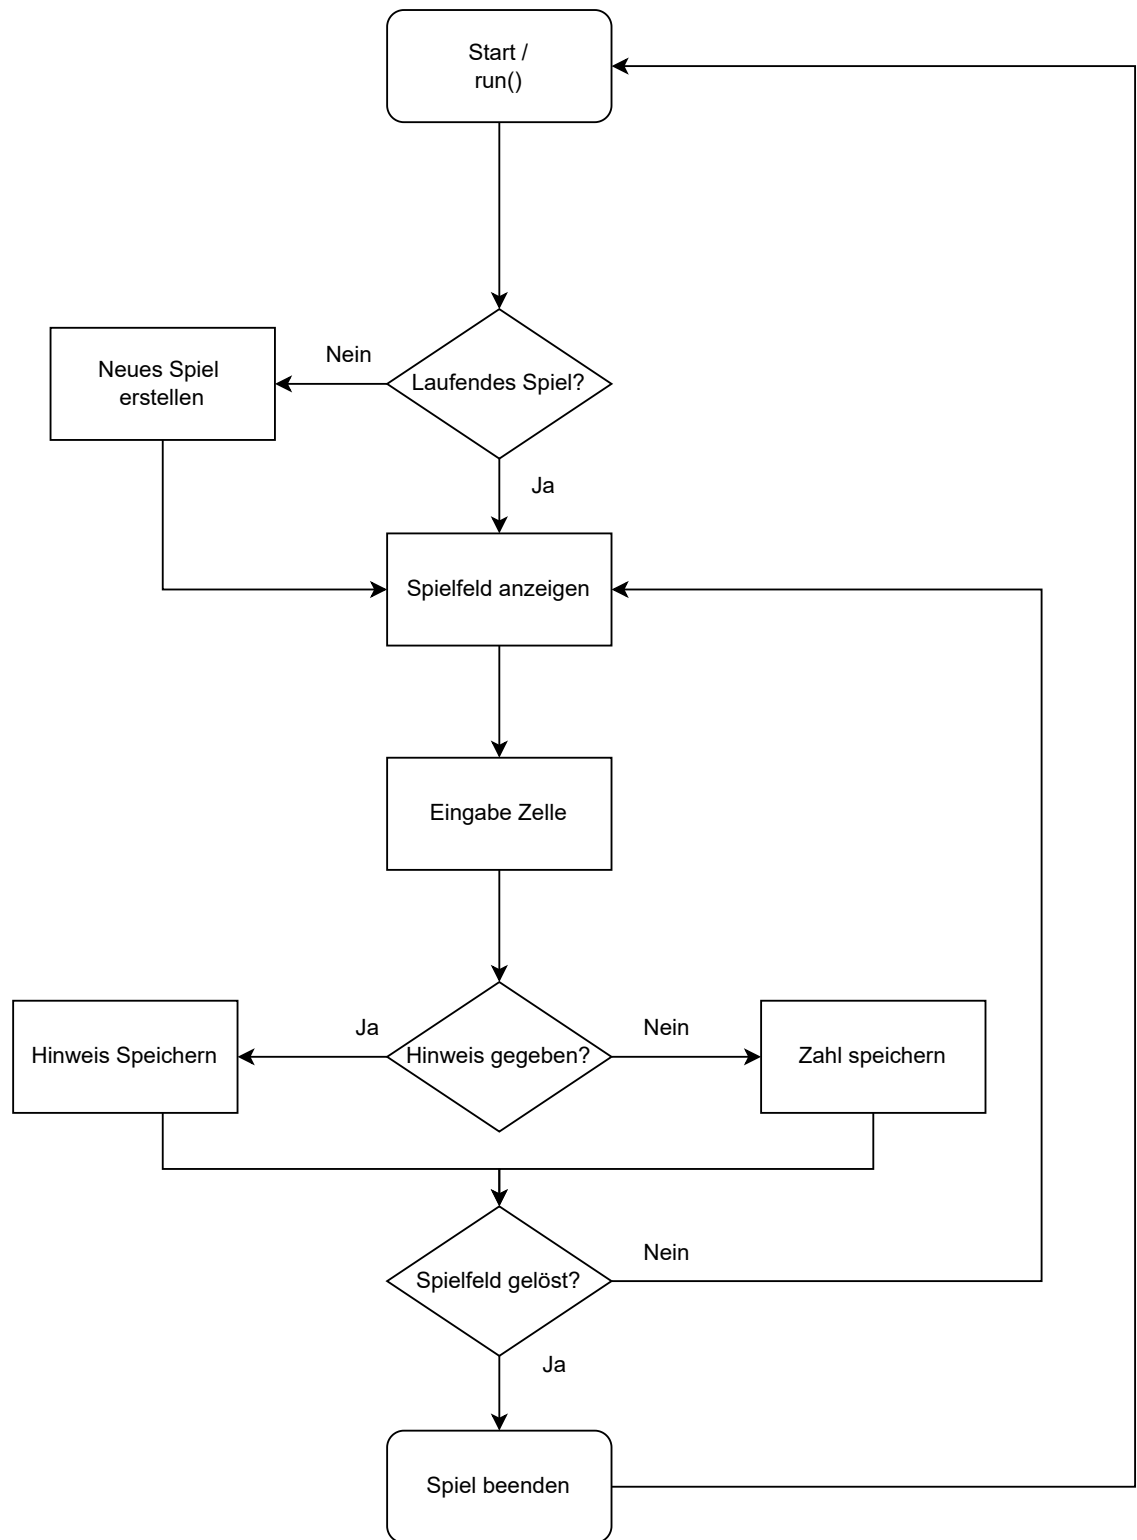 Start /
run()
Nein
Neues Spiel
erstellen
Laufendes Spiel?
Ja
Spielfeld anzeigen
Eingabe Zelle
Ja
Nein
Hinweis Speichern
Hinweis gegeben?
Zahl speichern
Nein
Spielfeld gelöst?
Ja
Spiel beenden